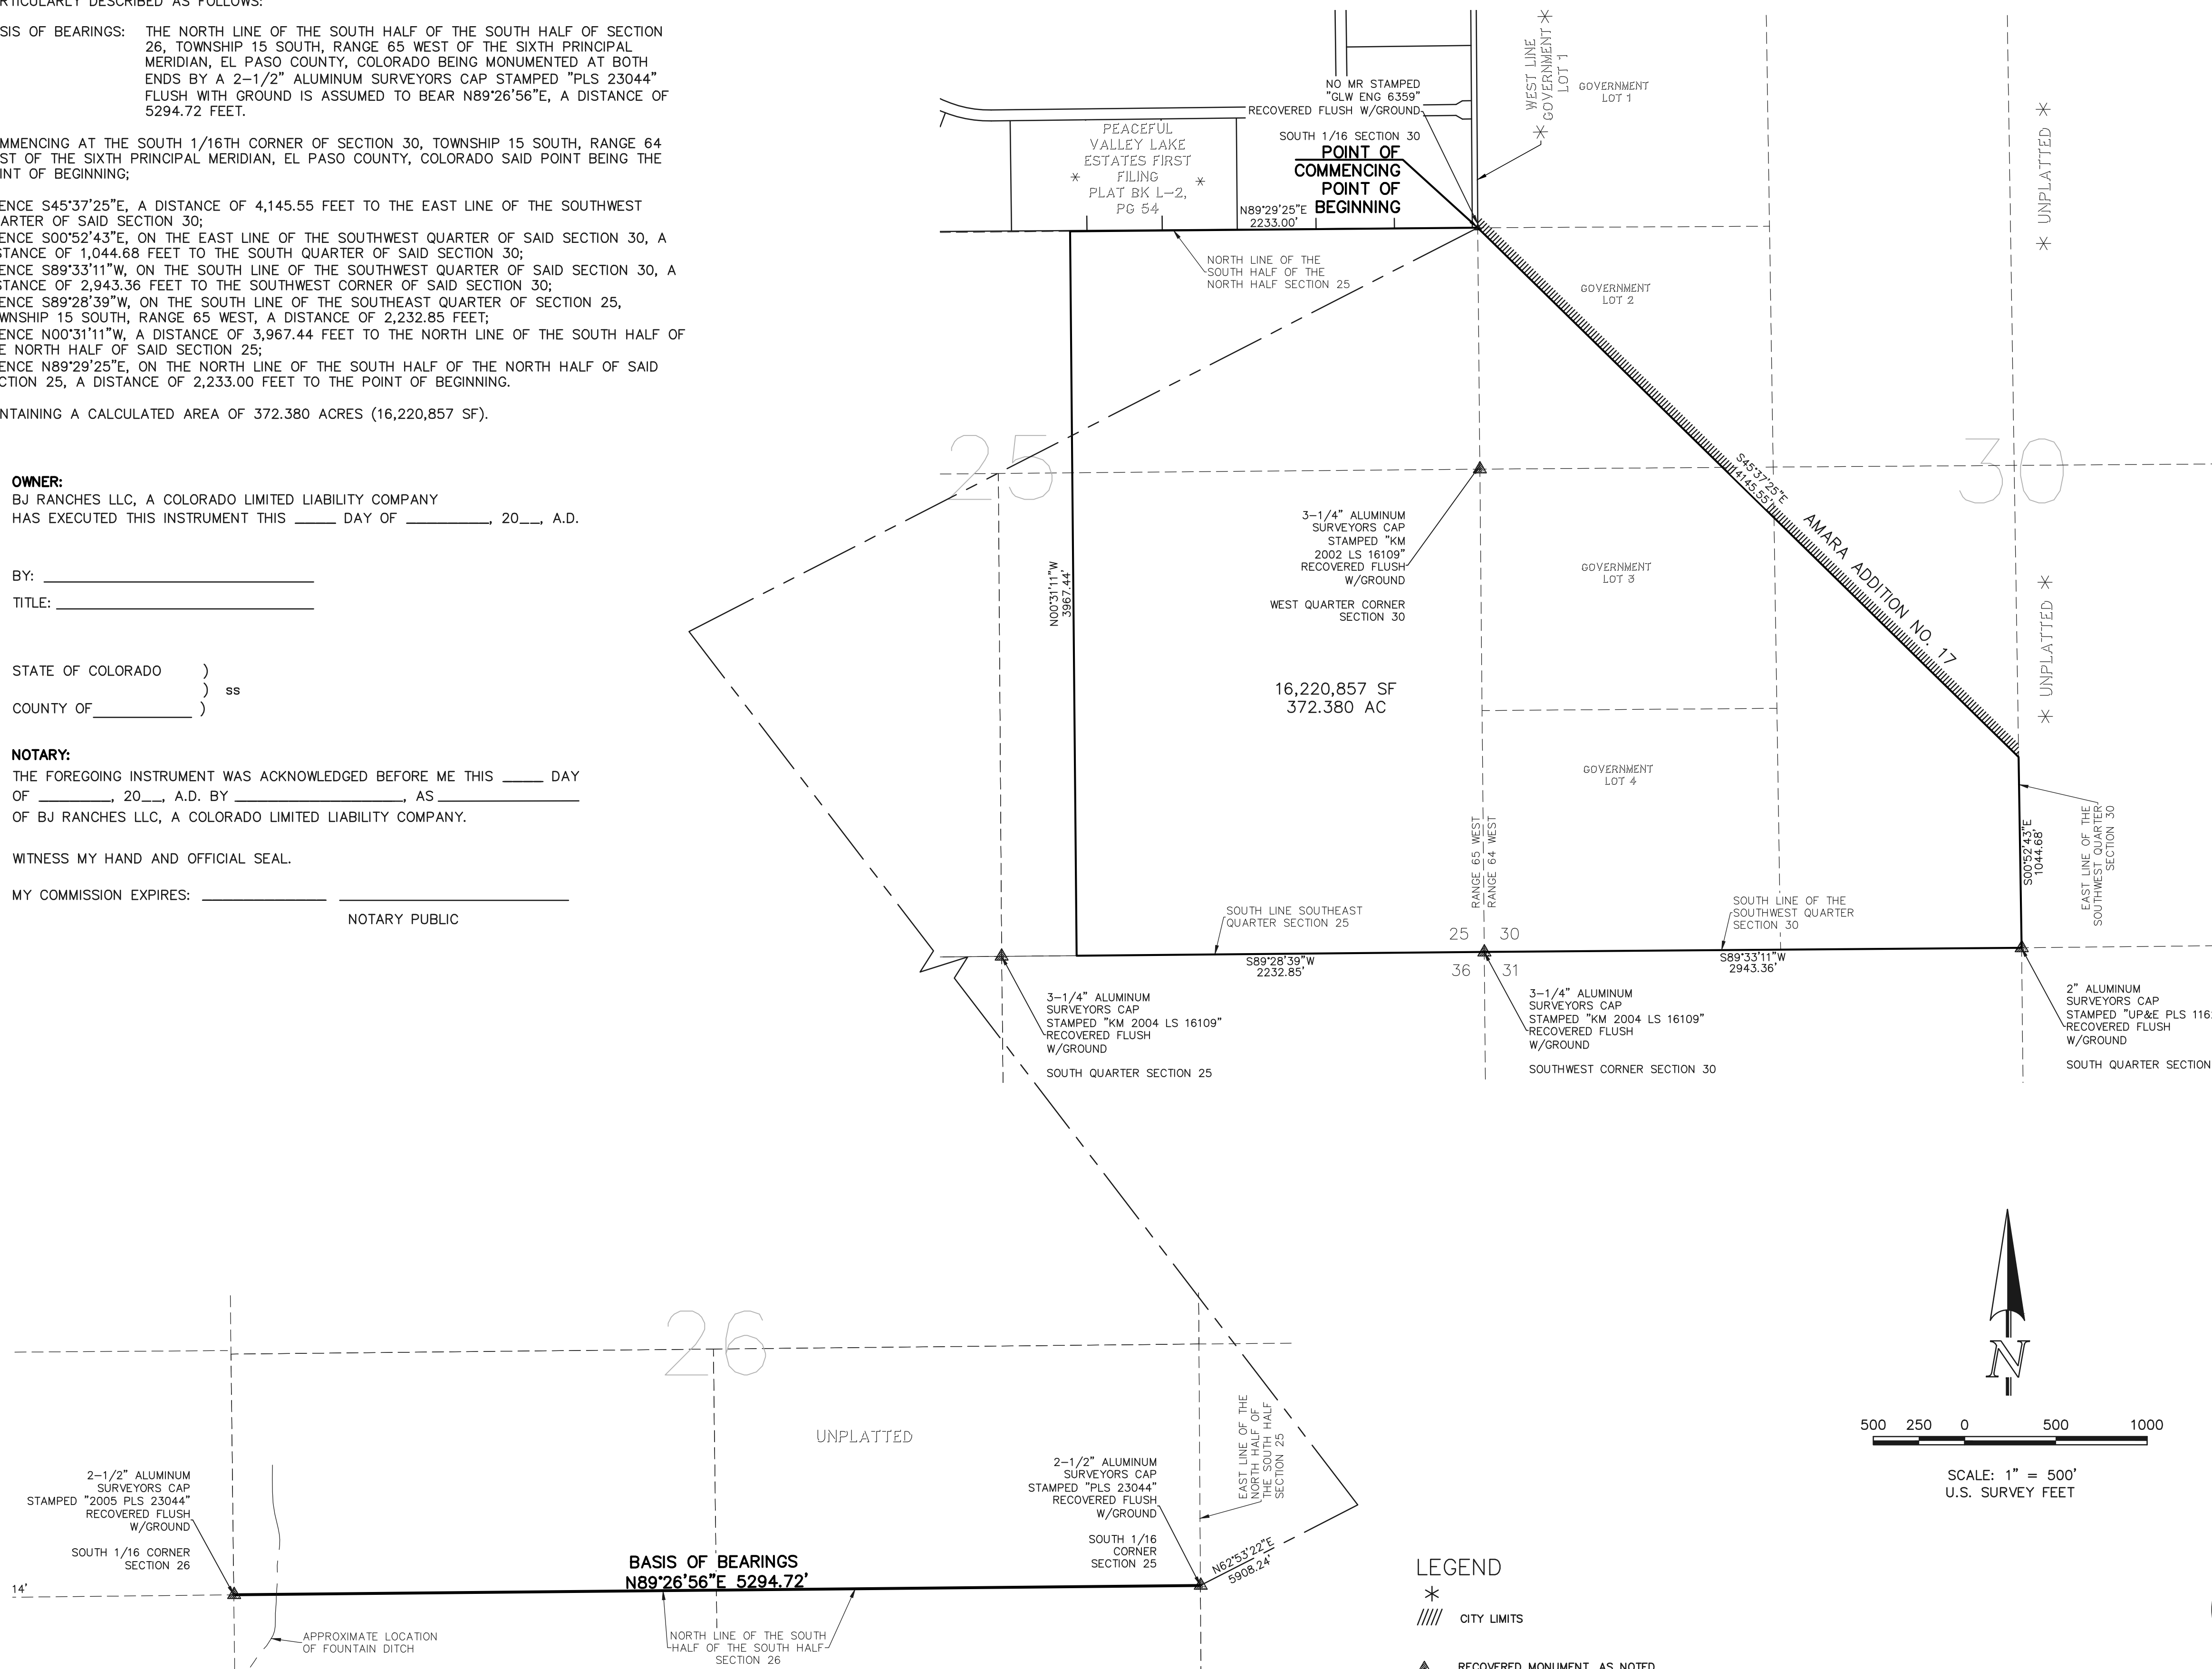 RTICULARLY DESCRIBED AS FOLLOWS:
SIS OF BEARINGS: THE NORTH LINE OF THE SOUTH HALF OF THE SOUTH HALF OF SECTION
26, TOWNSHIP 15 SOUTH, RANGE 65 WEST OF THE SIXTH PRINCIPAL
MERIDIAN, EL PASO COUNTY, COLORADO BEING MONUMENTED AT BOTH
ENDS BY A 2-1/2" ALUMINUM SURVEYORS CAP STAMPED "PLS 23044"
FLUSH WITH GROUND IS ASSUMED TO BEAR N89°26'56"E, A DISTANCE OF
5294.72 FEET.
MMENCING AT THE SOUTH 1/16TH CORNER OF SECTION 30, TOWNSHIP 15 SOUTH, RANGE 64
ST OF THE SIXTH PRINCIPAL MERIDIAN, EL PASO COUNTY, COLORADO SAID POINT BEING THE
INT OF BEGINNING;
ENCE S45°37'25"E, A DISTANCE OF 4,145.55 FEET TO THE EAST LINE OF THE SOUTHWEST
ARTER OF SAID SECTION 30;
ENCE S00°52'43"E, ON THE EAST LINE OF THE SOUTHWEST QUARTER OF SAID SECTION 30, A
STANCE OF 1,044.68 FEET TO THE SOUTH QUARTER OF SAID SECTION 30;
ENCE S89°33'11"W, ON THE SOUTH LINE OF THE SOUTHWEST QUARTER OF SAID SECTION 30, A
STANCE OF 2,943.36 FEET TO THE SOUTHWEST CORNER OF SAID SECTION 30;
ENCE S89°28'39"W, ON THE SOUTH LINE OF THE SOUTHEAST QUARTER OF SECTION 25,
WNSHIP 15 SOUTH, RANGE 65 WEST, A DISTANCE OF 2,232.85 FEET;
ENCE N00°31'11"W, A DISTANCE OF 3,967.44 FEET TO THE NORTH LINE OF THE SOUTH HALF OF
E NORTH HALF OF SAID SECTION 25;
ENCE N89°29'25"E, ON THE NORTH LINE OF THE SOUTH HALF OF THE NORTH HALF OF SAID
CTION 25, A DISTANCE OF 2,233.00 FEET TO THE POINT OF BEGINNING.
NTAINING A CALCULATED AREA OF 372.380 ACRES (16,220,857 SF).
OWNER:
BJ RANCHES LLC, A COLORADO LIMITED LIABILITY COMPANY
HAS EXECUTED THIS INSTRUMENT THIS _____ DAY OF __________, 20__, A.D.
BY: ______________________________
TITLE: ______________________________
STATE OF COLORADO )
) ss
COUNTY OF____________ )
NOTARY:
THE FOREGOING INSTRUMENT WAS ACKNOWLEDGED BEFORE ME THIS _____ DAY
OF _________, 20__, A.D. BY ____________________, AS _________________
OF BJ RANCHES LLC, A COLORADO LIMITED LIABILITY COMPANY.
WITNESS MY HAND AND OFFICIAL SEAL.
MY COMMISSION EXPIRES: _______________ ____________________________
NOTARY PUBLIC
NO MR STAMPED
"GLW ENG 6359"
RECOVERED FLUSH W/GROUND
SOUTH 1/16 SECTION 30
POINT OF
COMMENCING
POINT OF
BEGINNING
WEST LINE
* GOVERNMENT *
LOT 1
GOVERNMENT
LOT 1
PEACEFUL
VALLEY LAKE
ESTATES FIRST
* FILING *
PLAT BK L-2,
PG 54
N89°29'25"E
2233.00'
NORTH LINE OF THE
SOUTH HALF OF THE
NORTH HALF SECTION 25
GOVERNMENT
LOT 2
* UNPLATTED *
25
30
S45°37'25"E
4145.55'
AMARA ADDITION NO. 17
3-1/4" ALUMINUM
SURVEYORS CAP
STAMPED "KM
2002 LS 16109"
RECOVERED FLUSH
W/GROUND
WEST QUARTER CORNER
SECTION 30
N00°31'11"W
3967.44'
GOVERNMENT
LOT 3
* UNPLATTED *
16,220,857 SF
372.380 AC
GOVERNMENT
LOT 4
RANGE 65 WEST
RANGE 64 WEST
S00°52'43"E
1044.68'
EAST LINE OF THE
SOUTHWEST QUARTER
SECTION 30
SOUTH LINE SOUTHEAST
QUARTER SECTION 25
SOUTH LINE OF THE
SOUTHWEST QUARTER
SECTION 30
25 30
36 31
S89°28'39"W
2232.85'
S89°33'11"W
2943.36'
3-1/4" ALUMINUM
SURVEYORS CAP
STAMPED "KM 2004 LS 16109"
RECOVERED FLUSH
W/GROUND
SOUTH QUARTER SECTION 25
3-1/4" ALUMINUM
SURVEYORS CAP
STAMPED "KM 2004 LS 16109"
RECOVERED FLUSH
W/GROUND
SOUTHWEST CORNER SECTION 30
2" ALUMINUM
SURVEYORS CAP
STAMPED "UP&E PLS 116
RECOVERED FLUSH
W/GROUND
SOUTH QUARTER SECTION
26
UNPLATTED
EAST LINE OF THE
NORTH HALF OF
THE SOUTH HALF
SECTION 25
2-1/2" ALUMINUM
SURVEYORS CAP
STAMPED "2005 PLS 23044"
RECOVERED FLUSH
W/GROUND
SOUTH 1/16 CORNER
SECTION 26
2-1/2" ALUMINUM
SURVEYORS CAP
STAMPED "PLS 23044"
RECOVERED FLUSH
W/GROUND
SOUTH 1/16
CORNER
SECTION 25
N62°53'22"E
5908.24'
14'
BASIS OF BEARINGS
N89°26'56"E 5294.72'
APPROXIMATE LOCATION
OF FOUNTAIN DITCH
NORTH LINE OF THE SOUTH
HALF OF THE SOUTH HALF
SECTION 26
N
500 250 0 500 1000
SCALE: 1" = 500'
U.S. SURVEY FEET
LEGEND
*
CITY LIMITS
RECOVERED MONUMENT, AS NOTED